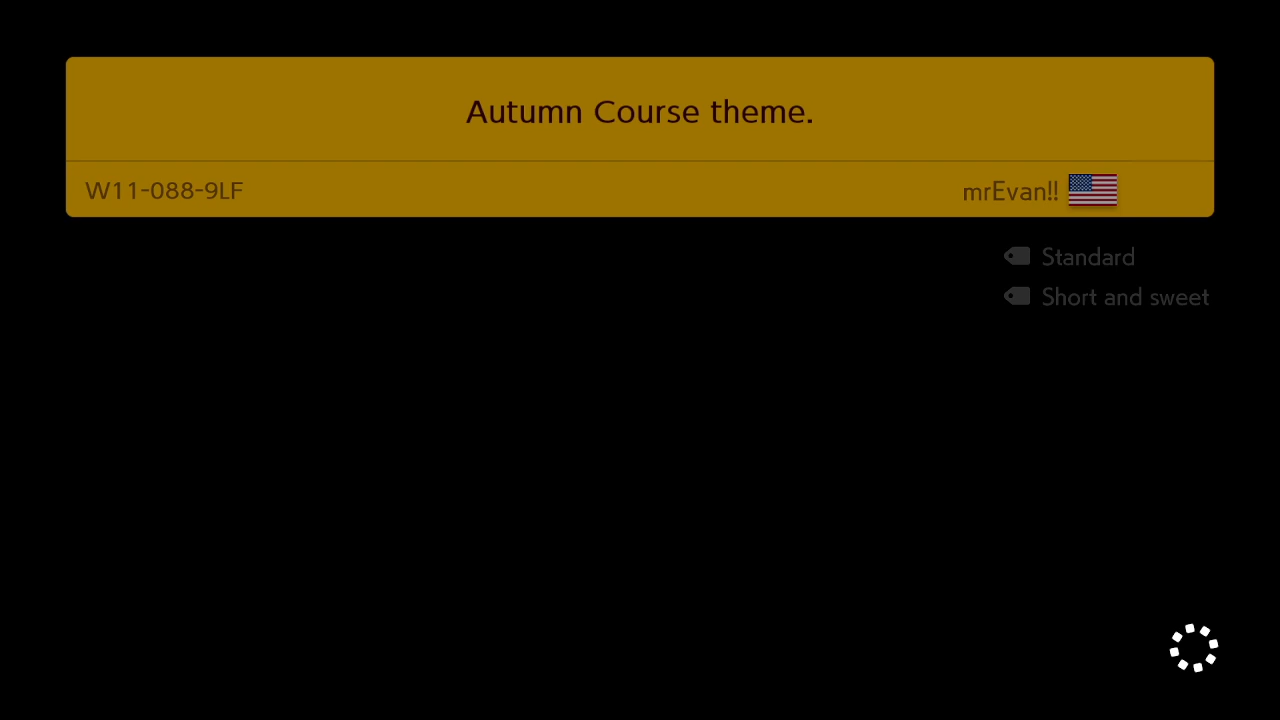 Autumn Course theme.
W11-088-9LF
mrEvan!!
Standard
Short and sweet